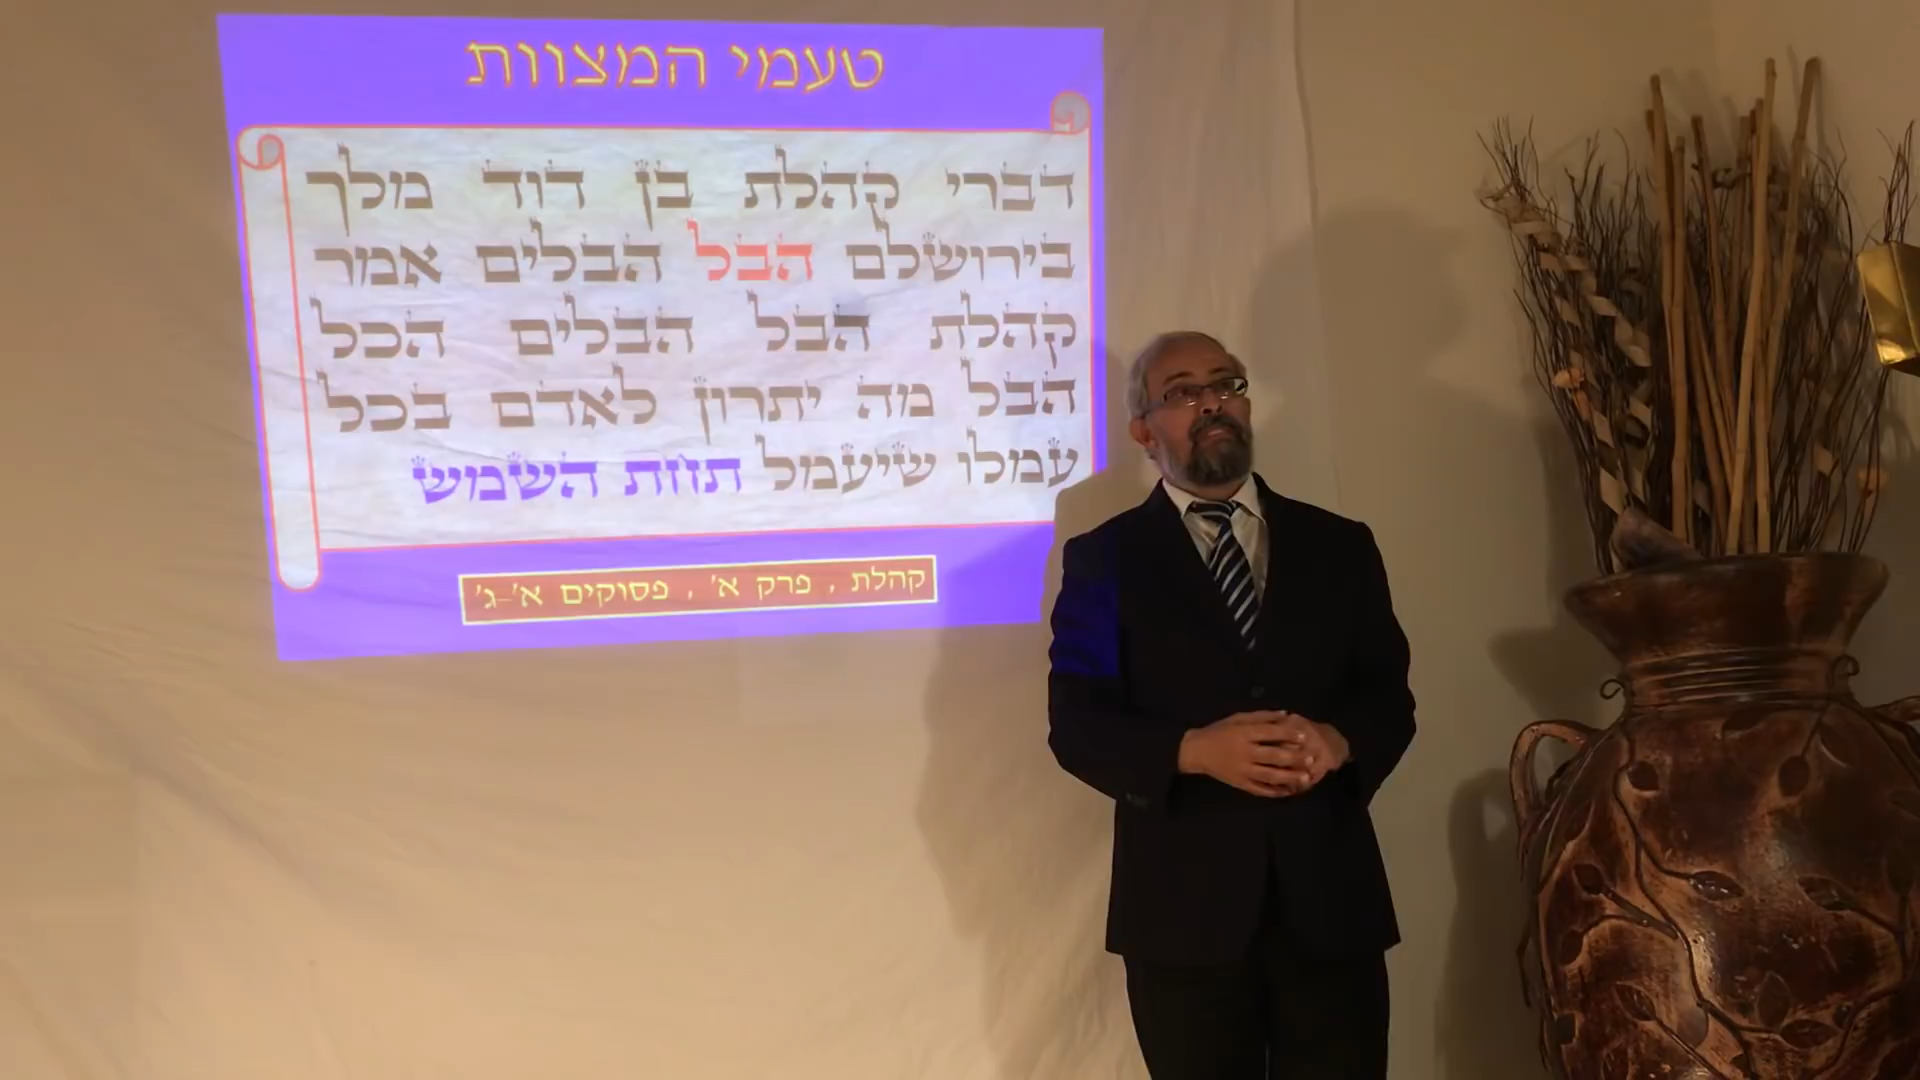 טעמי המצוות
דברי קהלת בן דוד מלך
בירושלם הבל הבלים אמר
קהלת הבל הבלים הכל
הבל מה יתרון לאדם בכל
עמלו שיעמל תחת השמש
קהלת , פרק א' , פסוקים א'-ג'